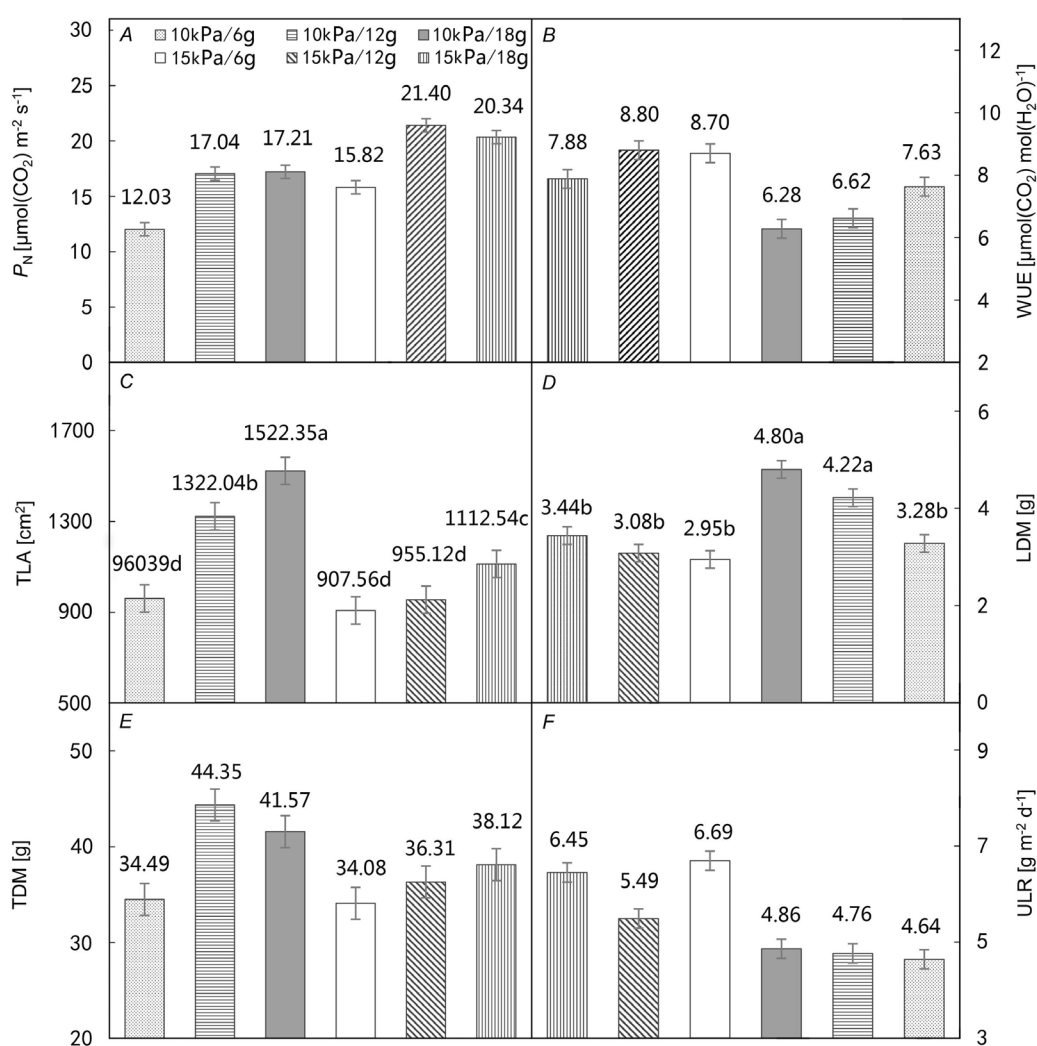 A
10kPa/6g 10kPa/12g 10kPa/18g
15kPa/6g 15kPa/12g 15kPa/18g
30
25
20
15
10
5
0
P_N [µmol(CO₂) m⁻² s⁻¹]
12.03
17.04
17.21
15.82
21.40
20.34
B
7.88
8.80
8.70
6.28
6.62
7.63
12
10
8
6
4
2
WUE [µmol(CO₂) mol(H₂O)⁻¹]
C
1700
1300
900
500
TLA [cm²]
96039d
1322.04b
1522.35a
907.56d
955.12d
1112.54c
D
3.44b
3.08b
2.95b
4.80a
4.22a
3.28b
6
4
2
0
LDM [g]
E
50
40
30
20
TDM [g]
34.49
44.35
41.57
34.08
36.31
38.12
F
6.45
5.49
6.69
4.86
4.76
4.64
9
7
5
3
ULR [g m⁻² d⁻¹]